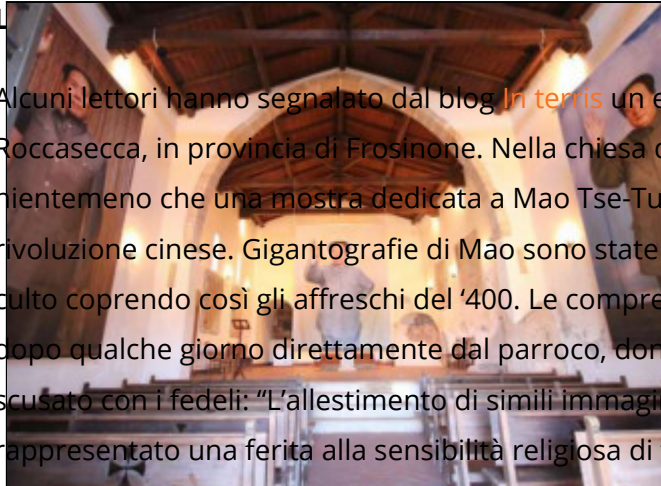 Alcuni lettori hanno segnalato dal blog In terris un
Roccasecca, in provincia di Frosinone. Nella chiesa
nientemeno che una mostra dedicata a Mao Tse-Tu
rivoluzione cinese. Gigantografie di Mao sono state
culto coprendo così gli affreschi del ‘400. Le compre
dopo qualche giorno direttamente dal parroco, don
scusato con i fedeli: “L’allestimento di simili immagin
rappresentato una ferita alla sensibilità religiosa di